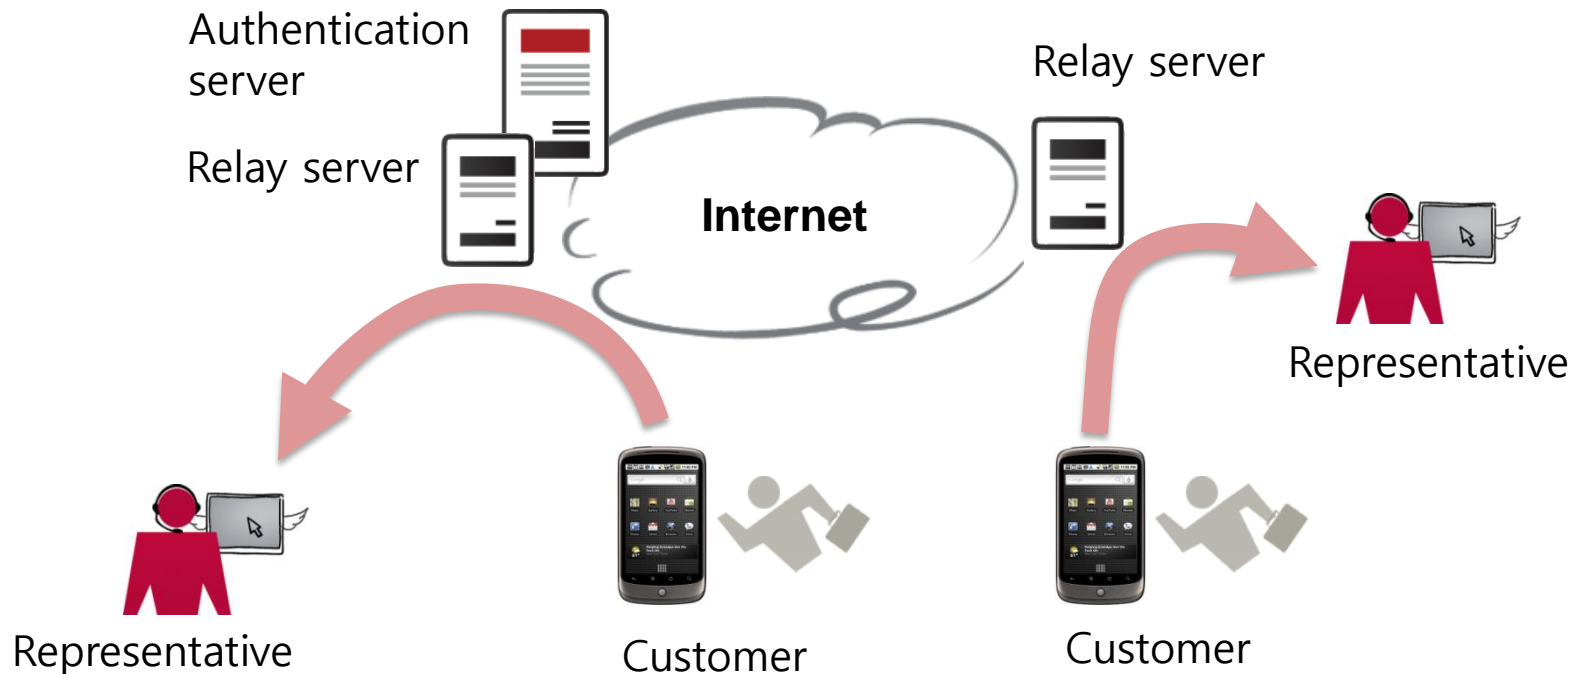 Authentication
server
Relay server
Relay server
Internet
Representative
Representative
Customer
Customer